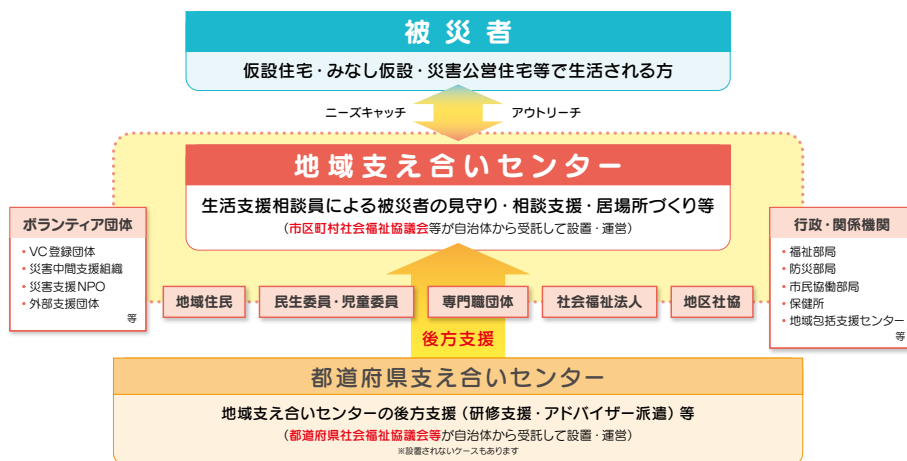 被災者
仮設住宅・みなし仮設・災害公営住宅等で生活される方
ニーズキャッチ
アウトリーチ
地域支え合いセンター
生活支援相談員による被災者の見守り・相談支援・居場所づくり等
(市区町村社会福祉協議会等が自治体から受託して設置・運営)
ボランティア団体
・VC登録団体
・災害中間支援組織
・災害支援NPO
・外部支援団体
等
行政・関係機関
・福祉部局
・防災部局
・市民協働部局
・保健所
・地域包括支援センター
等
地域住民
民生委員・児童委員
専門職団体
社会福祉法人
地区社協
後方支援
都道府県支え合いセンター
地域支え合いセンターの後方支援(研修支援・アドバイザー派遣)等
(都道府県社会福祉協議会等が自治体から受託して設置・運営)
※設置されないケースもあります